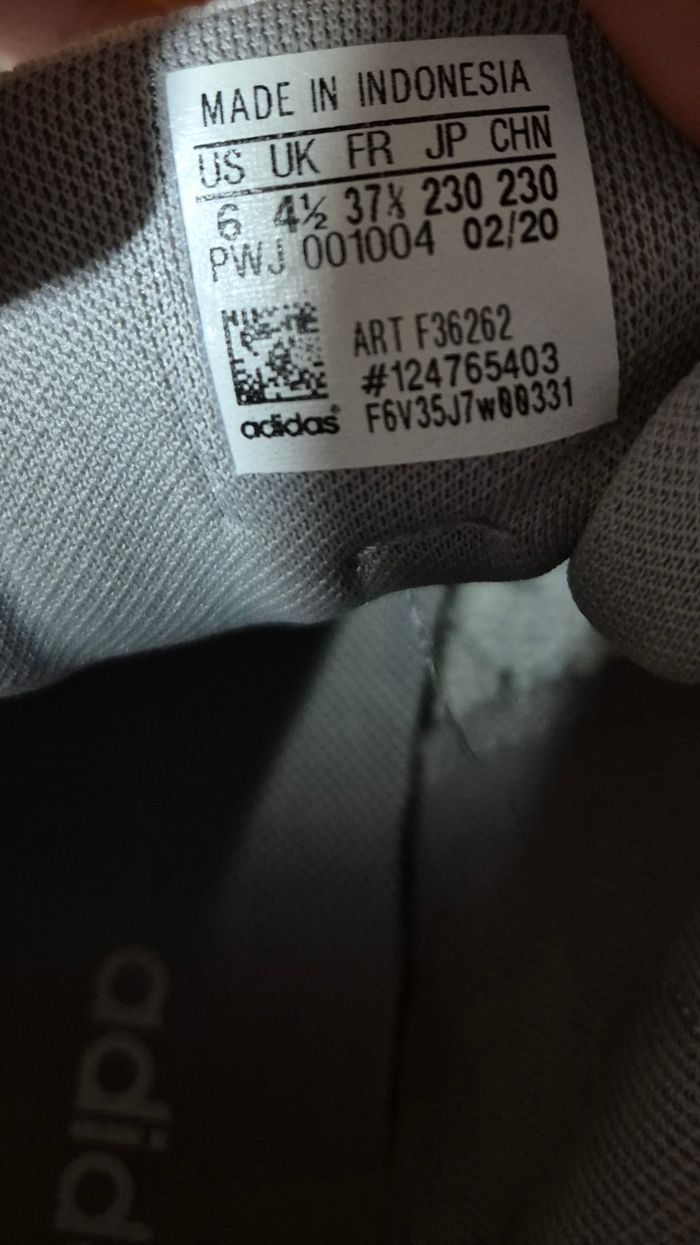 MADE IN INDONESIA
US UK FR JP CHN
6 4½ 37⅓ 230 230
PWJ 001004 02/20
ART F36262
#124765403
adidas® F6V35J7w00331
adid